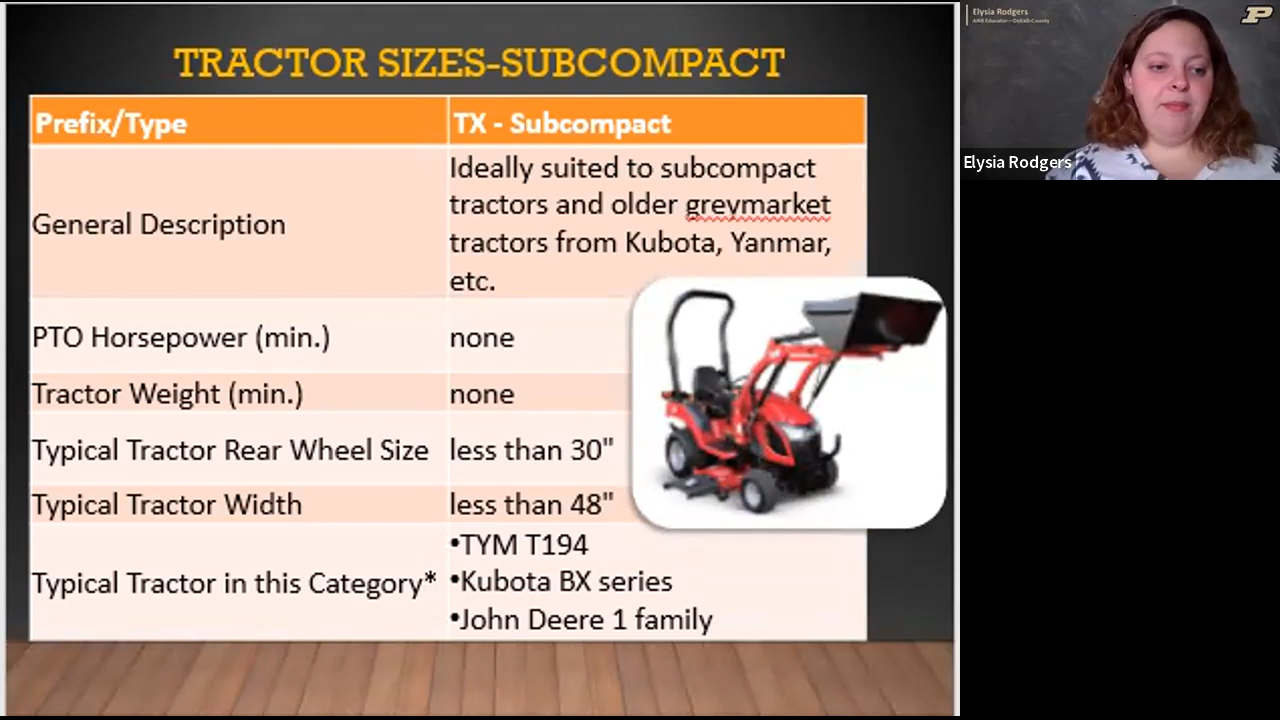 TRACTOR SIZES-SUBCOMPACT
Prefix/Type
TX - Subcompact
General Description
Ideally suited to subcompact
tractors and older greymarket
tractors from Kubota, Yanmar,
etc.
PTO Horsepower (min.)
none
Tractor Weight (min.)
none
Typical Tractor Rear Wheel Size
less than 30"
Typical Tractor Width
less than 48"
Typical Tractor in this Category*
•TYM T194
•Kubota BX series
•John Deere 1 family
Elysia Rodgers
P
Elysia Rodgers